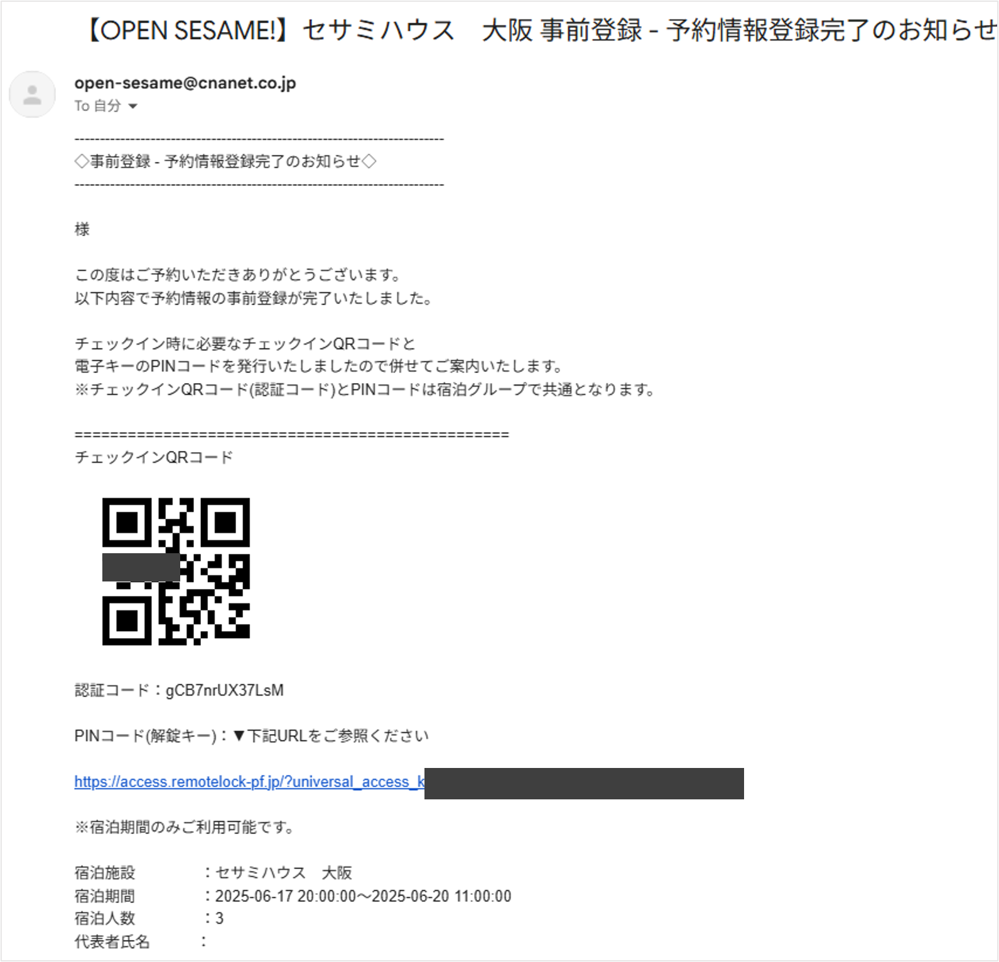 【OPEN SESAME!】セサミハウス　大阪 事前登録 - 予約情報登録完了のお知らせ
open-sesame@cnanet.co.jp
To 自分
------------------------------------------------------------------------
◇事前登録 - 予約情報登録完了のお知らせ◇
------------------------------------------------------------------------
様
この度はご予約いただきありがとうございます。
以下内容で予約情報の事前登録が完了いたしました。
チェックイン時に必要なチェックインQRコードと
電子キーのPINコードを発行いたしましたので併せてご案内いたします。
※チェックインQRコード(認証コード)とPINコードは宿泊グループで共通となります。
=================================================
チェックインQRコード
認証コード：gCB7nrUX37LsM
PINコード(解錠キー)：▼下記URLをご参照ください
https://access.remotelock-pf.jp/?universal_access_k
※宿泊期間のみご利用可能です。
宿泊施設　　　　：セサミハウス　大阪
宿泊期間　　　　：2025-06-17 20:00:00～2025-06-20 11:00:00
宿泊人数　　　　：3
代表者氏名　　　：